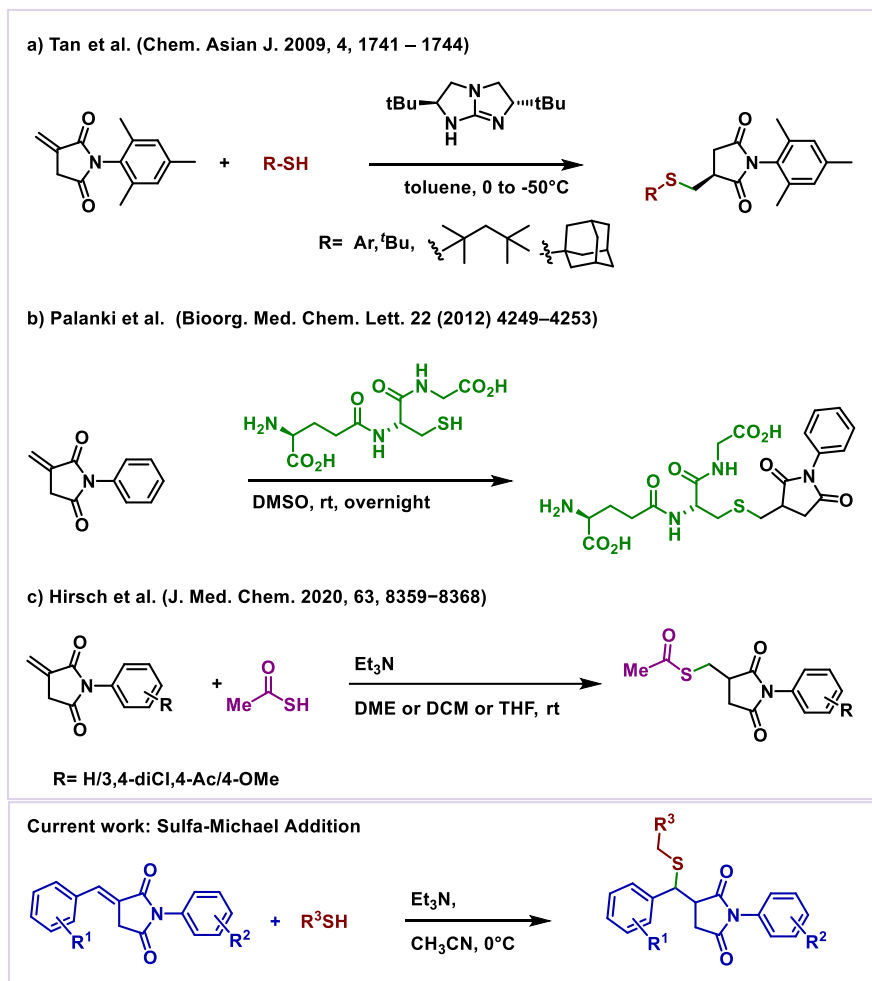 a) Tan et al. (Chem. Asian J. 2009, 4, 1741 – 1744)
tBu
N
tBu
N
H
N
O
N
O
+
R-SH
toluene, 0 to -50°C
O
N
O
S
R
R= Ar,ᵗBu,
b) Palanki et al. (Bioorg. Med. Chem. Lett. 22 (2012) 4249–4253)
O
N
O
H
N
CO₂H
O
O
H₂N
N
H
SH
CO₂H
DMSO, rt, overnight
CO₂H
O
NH
O
N
O
O
H₂N
N
H
S
CO₂H
c) Hirsch et al. (J. Med. Chem. 2020, 63, 8359−8368)
O
N
O
R
+
O
Me
SH
Et₃N
DME or DCM or THF, rt
O
Me
S
O
N
O
R
R= H/3,4-diCl,4-Ac/4-OMe
Current work: Sulfa-Michael Addition
O
N
O
R¹
R²
+
R³SH
Et₃N,
CH₃CN, 0°C
R³
S
O
N
O
R¹
R²